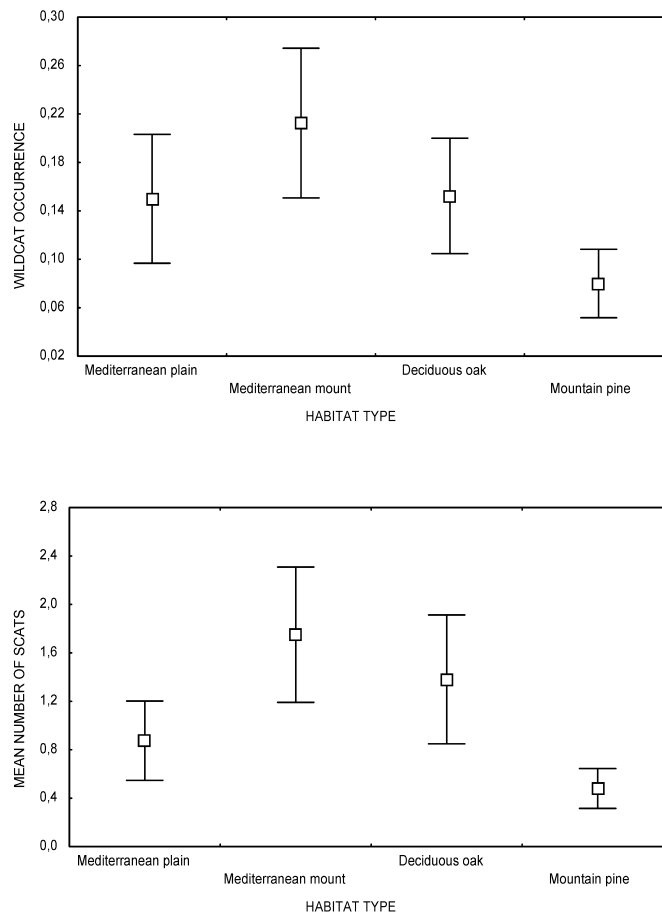 0,30
0,26
0,22
0,18
0,14
0,10
0,06
0,02
WILDCAT OCCURRENCE
Mediterranean plain
Mediterranean mount
Deciduous oak
Mountain pine
HABITAT TYPE
2,8
2,4
2,0
1,6
1,2
0,8
0,4
0,0
MEAN NUMBER OF SCATS
Mediterranean plain
Mediterranean mount
Deciduous oak
Mountain pine
HABITAT TYPE